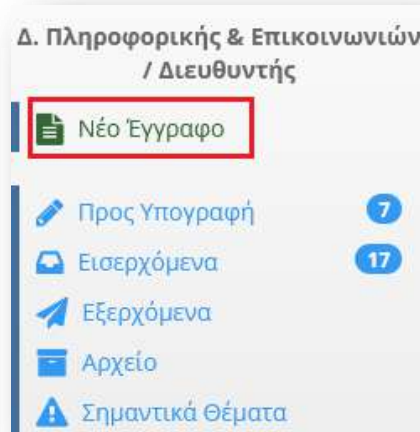 Δ. Πληροφορικής & Επικοινωνιών
/ Διευθυντής
Νέο Έγγραφο
Προς Υπογραφή 7
Εισερχόμενα 17
Εξερχόμενα
Αρχείο
Σημαντικά Θέματα